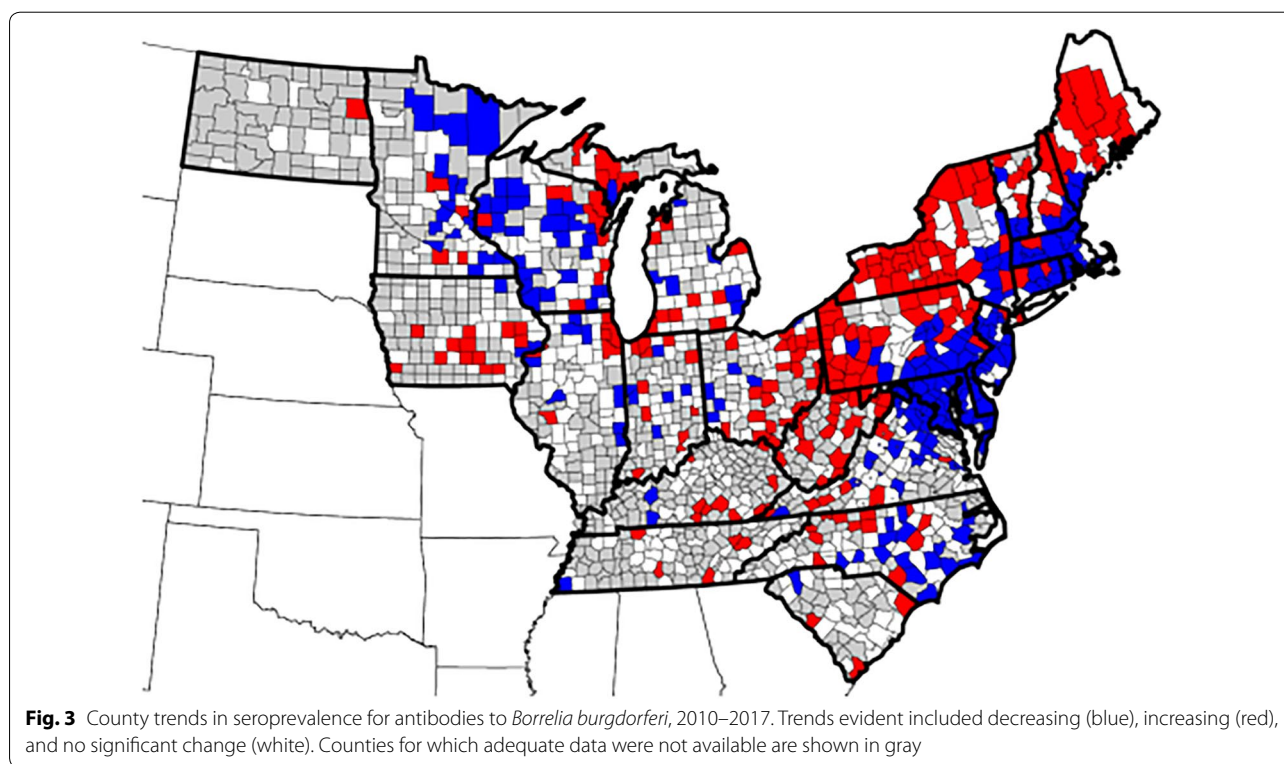 Fig. 3 County trends in seroprevalence for antibodies to Borrelia burgdorferi, 2010–2017. Trends evident included decreasing (blue), increasing (red),
and no significant change (white). Counties for which adequate data were not available are shown in gray